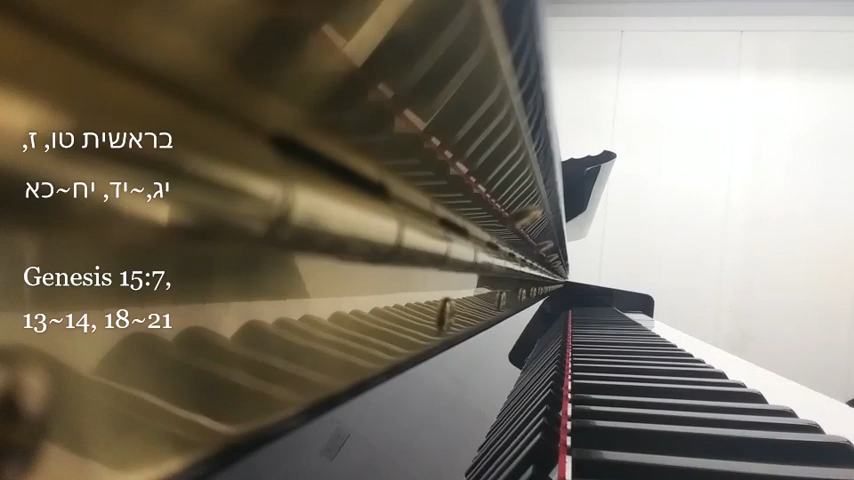 בראשית טו, ז,
יג,~יד, יח~כא
Genesis 15:7,
13~14, 18~21